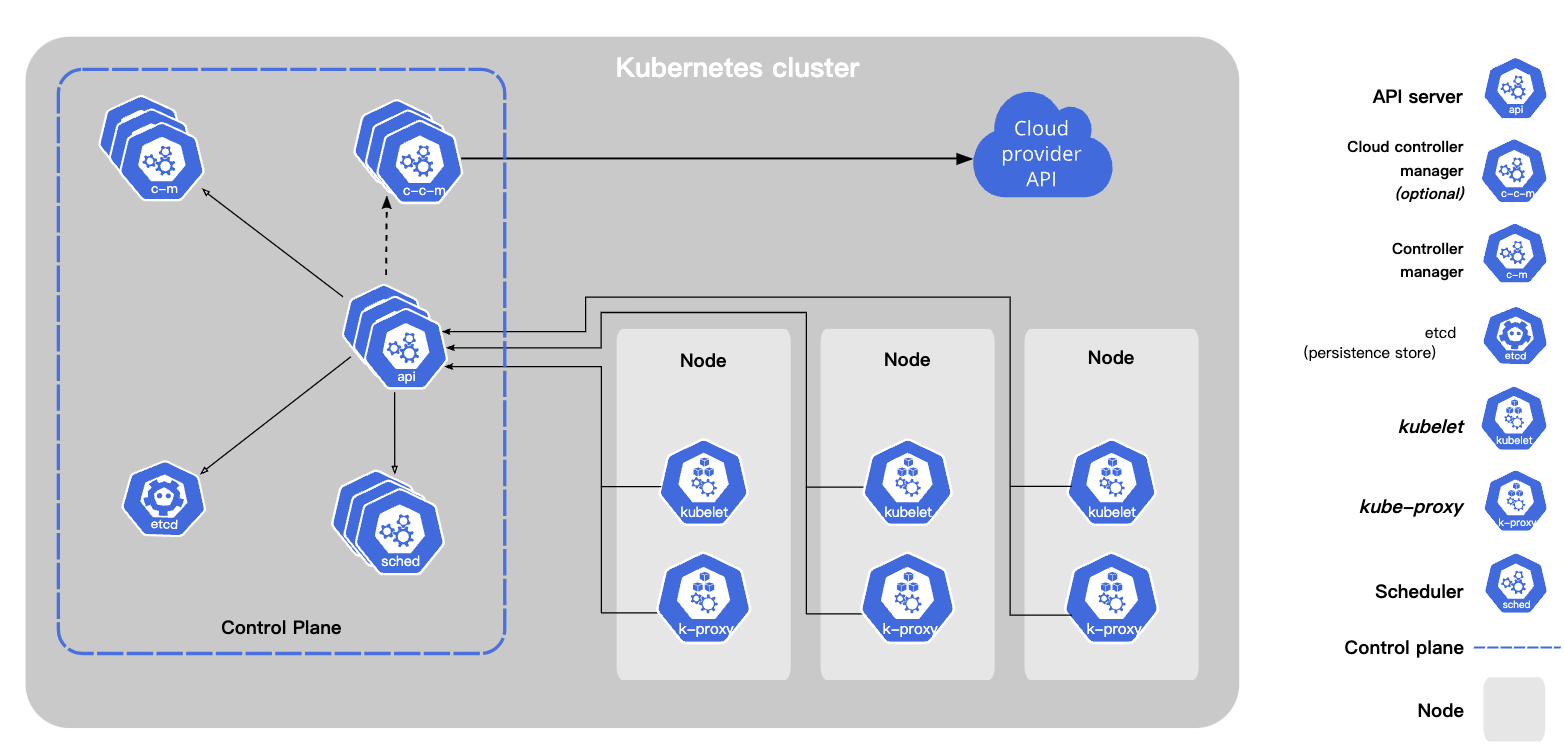 Kubernetes cluster
c-m
c-c-m
Cloud
provider
API
api
Node
Node
Node
etcd
sched
kubelet
kubelet
kubelet
k-proxy
k-proxy
k-proxy
Control Plane
API server
api
Cloud controller
manager
(optional)
c-c-m
Controller
manager
c-m
etcd
(persistence store)
etcd
kubelet
kubelet
kube-proxy
k-proxy
Scheduler
sched
Control plane
Node